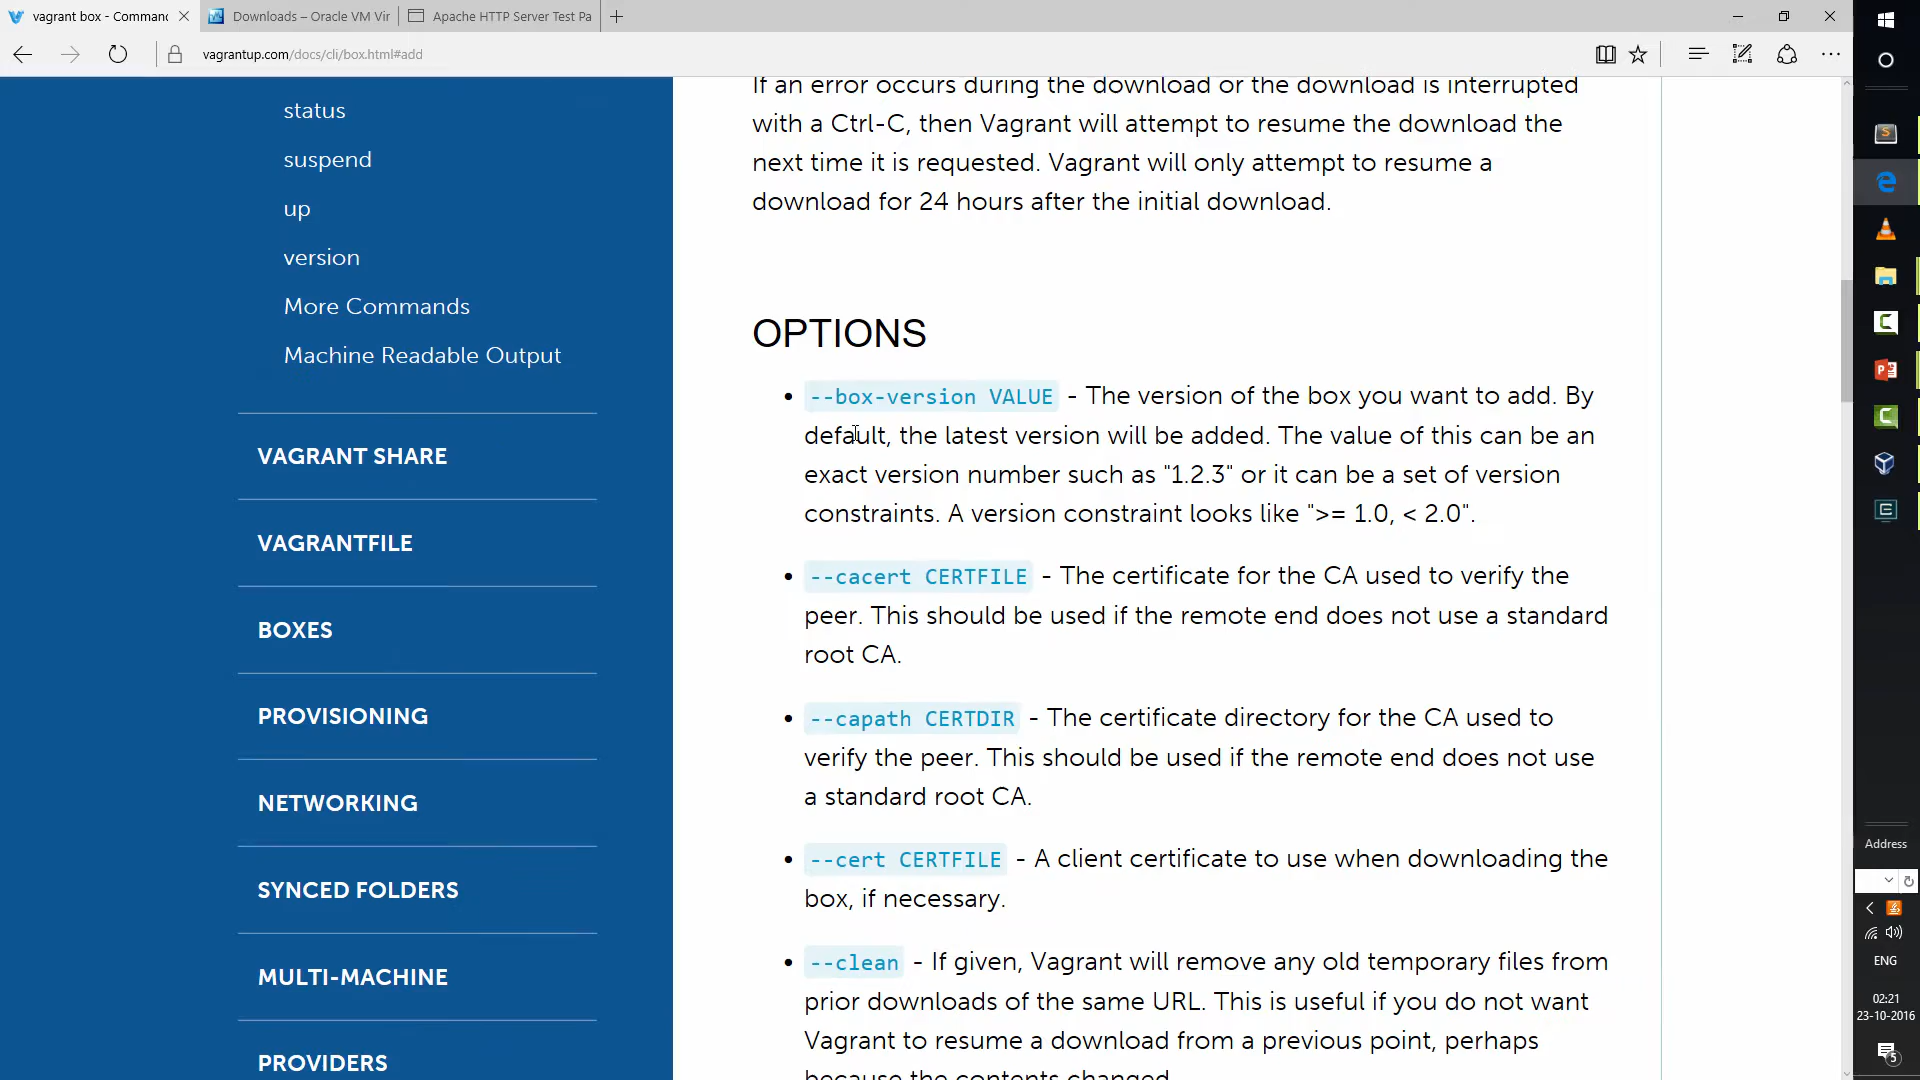 vagrant box - Comman
Downloads – Oracle VM Vir
Apache HTTP Server Test Pa
vagrantup.com/docs/cli/box.html#add
status
suspend
up
version
More Commands
Machine Readable Output
VAGRANT SHARE
VAGRANTFILE
BOXES
PROVISIONING
NETWORKING
SYNCED FOLDERS
MULTI-MACHINE
PROVIDERS
If an error occurs during the download or the download is interrupted
with a Ctrl-C, then Vagrant will attempt to resume the download the
next time it is requested. Vagrant will only attempt to resume a
download for 24 hours after the initial download.
OPTIONS
--box-version VALUE - The version of the box you want to add. By
default, the latest version will be added. The value of this can be an
exact version number such as "1.2.3" or it can be a set of version
constraints. A version constraint looks like ">= 1.0, < 2.0".
--cacert CERTFILE - The certificate for the CA used to verify the
peer. This should be used if the remote end does not use a standard
root CA.
--capath CERTDIR - The certificate directory for the CA used to
verify the peer. This should be used if the remote end does not use
a standard root CA.
--cert CERTFILE - A client certificate to use when downloading the
box, if necessary.
--clean - If given, Vagrant will remove any old temporary files from
prior downloads of the same URL. This is useful if you do not want
Vagrant to resume a download from a previous point, perhaps
because the contents changed.
Address
ENG
02:21
23-10-2016
5